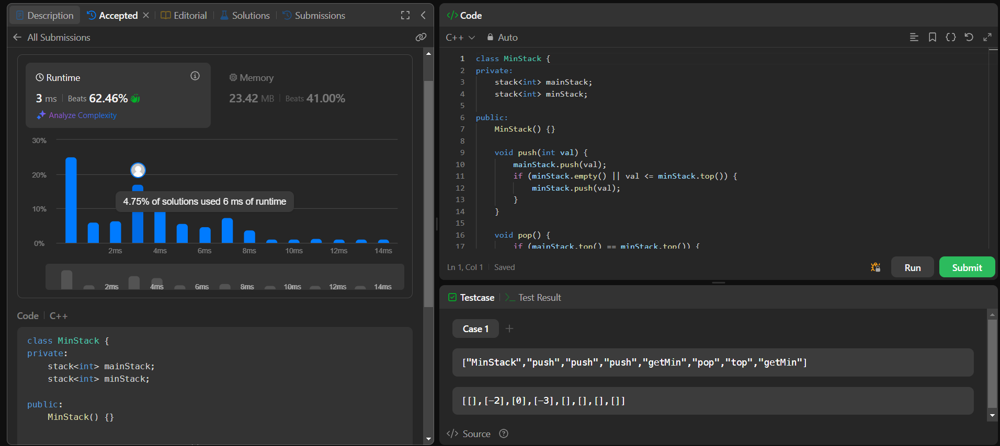 Description
Accepted
Editorial
Solutions
Submissions
All Submissions
Runtime
3 ms
Beats 62.46%
Analyze Complexity
Memory
23.42 MB
Beats 41.00%
30%
20%
10%
0%
4.75% of solutions used 6 ms of runtime
2ms 4ms 6ms 8ms 10ms 12ms 14ms
2ms 4ms 6ms 8ms 10ms 12ms 14ms
Code C++
class MinStack {
private:
    stack<int> mainStack;
    stack<int> minStack;
public:
    MinStack() {}
</> Code
C++
Auto
1 class MinStack {
2 private:
3     stack<int> mainStack;
4     stack<int> minStack;
5
6 public:
7     MinStack() {}
8
9     void push(int val) {
10         mainStack.push(val);
11         if (minStack.empty() || val <= minStack.top()) {
12             minStack.push(val);
13         }
14     }
15
16     void pop() {
17         if (mainStack.top() == minStack.top()) {
Ln 1, Col 1 Saved
Run
Submit
Testcase
Test Result
Case 1
["MinStack","push","push","push","getMin","pop","top","getMin"]
[[],[-2],[0],[-3],[],[],[],[]]
</> Source